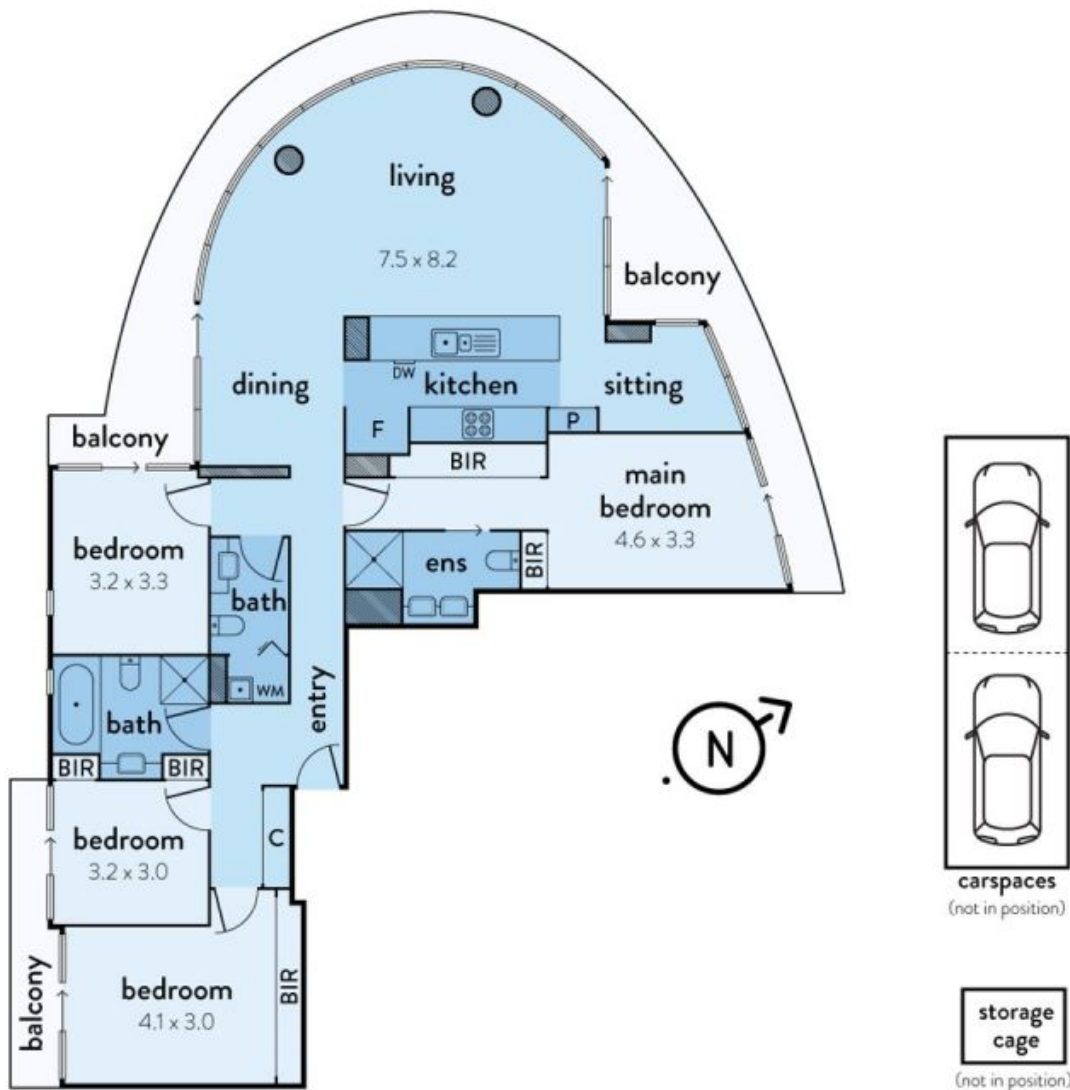 living
7.5 x 8.2
balcony
DW
dining
kitchen
sitting
F
P
balcony
BIR
main
bedroom
4.6 x 3.3
bedroom
3.2 x 3.3
ens
BIR
bath
WM
entry
bath
BIR
BIR
N
bedroom
3.2 x 3.0
C
balcony
bedroom
4.1 x 3.0
BIR
carspaces
(not in position)
storage
cage
(not in position)